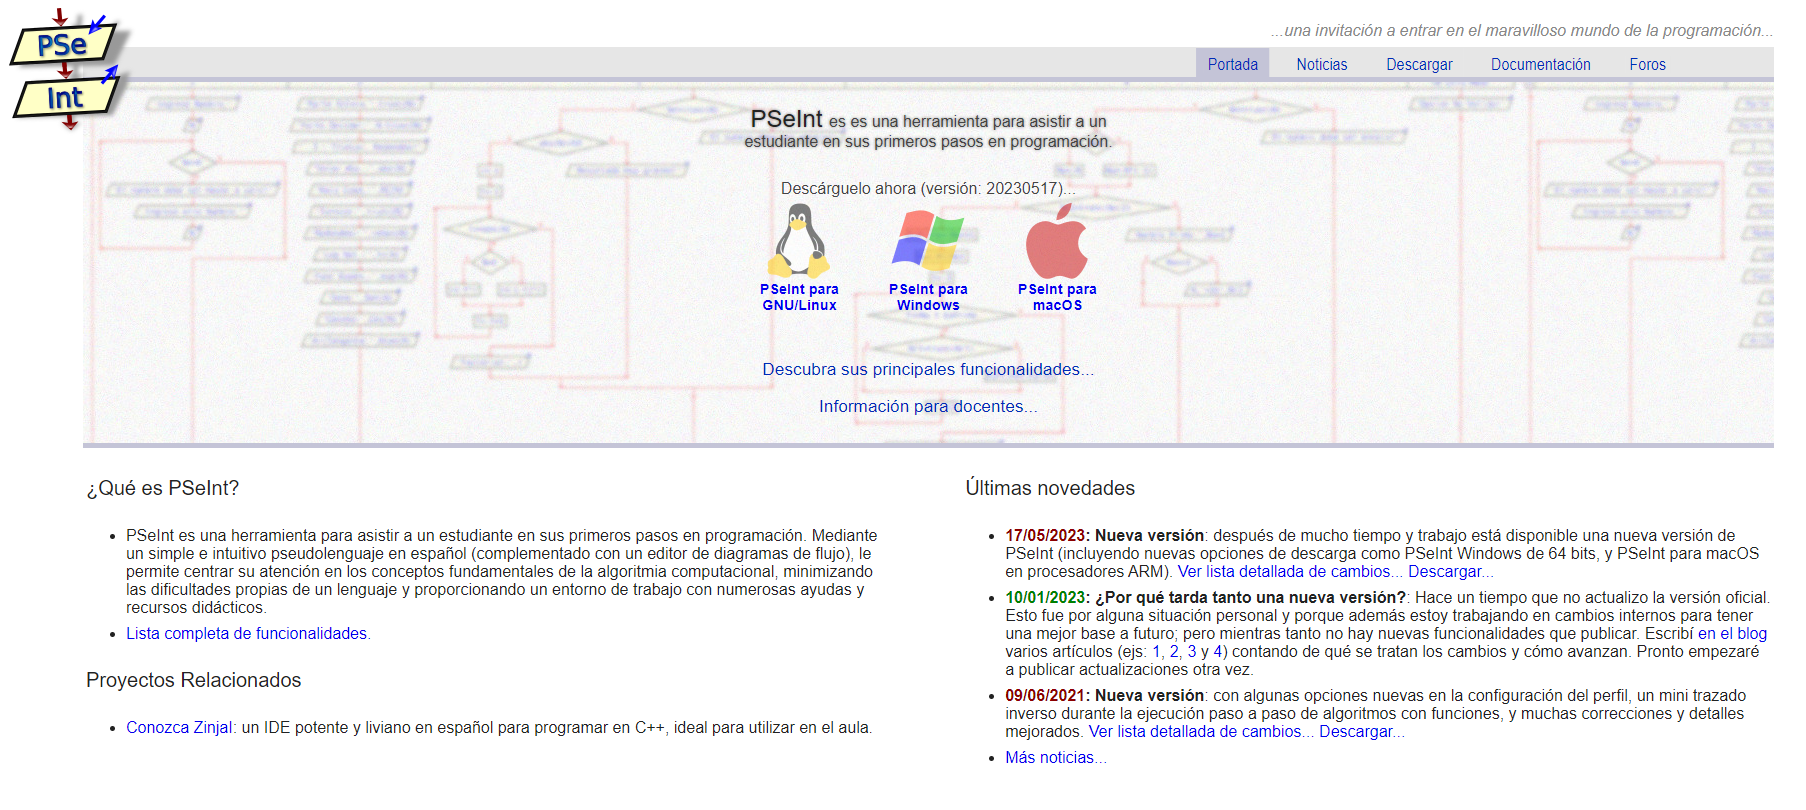 PSe
Int
...una invitación a entrar en el maravilloso mundo de la programación...
Portada Noticias Descargar Documentación Foros
PSeInt es es una herramienta para asistir a un
estudiante en sus primeros pasos en programación.
Descárguelo ahora (versión: 20230517)...
PSeInt para GNU/Linux
PSeInt para Windows
PSeInt para macOS
Descubra sus principales funcionalidades...
Información para docentes...
¿Qué es PSeInt?
PSeInt es una herramienta para asistir a un estudiante en sus primeros pasos en programación. Mediante
un simple e intuitivo pseudolenguaje en español (complementado con un editor de diagramas de flujo), le
permite centrar su atención en los conceptos fundamentales de la algoritmia computacional, minimizando
las dificultades propias de un lenguaje y proporcionando un entorno de trabajo con numerosas ayudas y
recursos didácticos.
Lista completa de funcionalidades.
Proyectos Relacionados
Conozca ZinjaI: un IDE potente y liviano en español para programar en C++, ideal para utilizar en el aula.
Últimas novedades
17/05/2023: Nueva versión: después de mucho tiempo y trabajo está disponible una nueva versión de
PSeInt (incluyendo nuevas opciones de descarga como PSeInt Windows de 64 bits, y PSeInt para macOS
en procesadores ARM). Ver lista detallada de cambios... Descargar...
10/01/2023: ¿Por qué tarda tanto una nueva versión?: Hace un tiempo que no actualizo la versión oficial.
Esto fue por alguna situación personal y porque además estoy trabajando en cambios internos para tener
una mejor base a futuro; pero mientras tanto no hay nuevas funcionalidades que publicar. Escribí en el blog
varios artículos (ejs: 1, 2, 3 y 4) contando de qué se tratan los cambios y cómo avanzan. Pronto empezaré
a publicar actualizaciones otra vez.
09/06/2021: Nueva versión: con algunas opciones nuevas en la configuración del perfil, un mini trazado
inverso durante la ejecución paso a paso de algoritmos con funciones, y muchas correcciones y detalles
mejorados. Ver lista detallada de cambios... Descargar...
Más noticias...